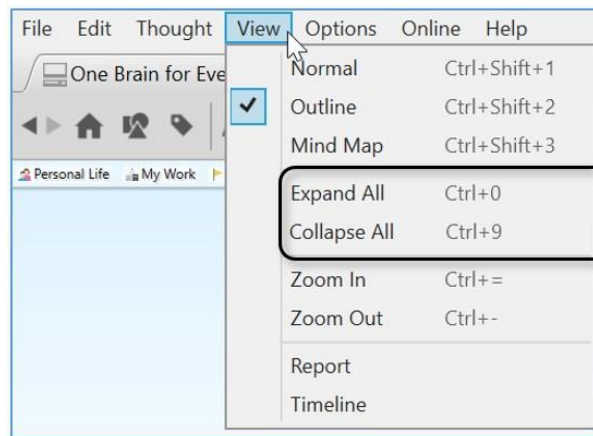 File Edit Thought View Options Online Help
One Brain for Eve
Normal Ctrl+Shift+1
Outline Ctrl+Shift+2
Mind Map Ctrl+Shift+3
Personal Life My Work
Expand All Ctrl+0
Collapse All Ctrl+9
Zoom In Ctrl+=
Zoom Out Ctrl+-
Report
Timeline